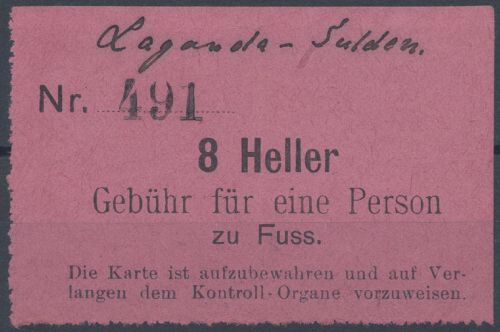 Laganda - Sulden.
Nr. 491
8 Heller
Gebühr für eine Person
zu Fuss.
Die Karte ist aufzubewahren und auf Ver-
langen dem Kontroll-Organe vorzuweisen.